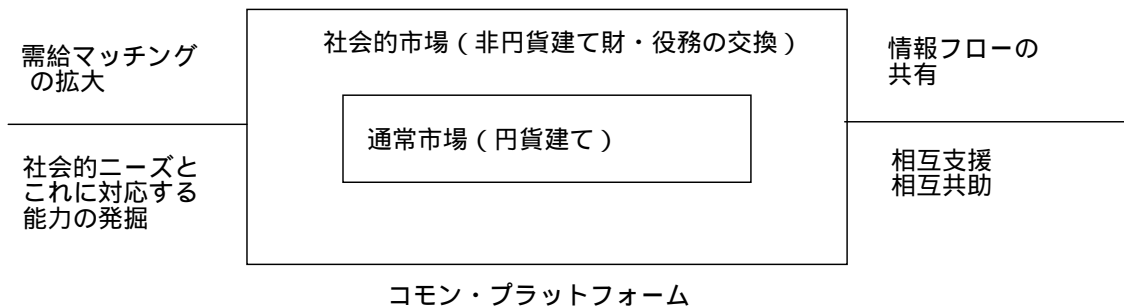 需給マッチング
の拡大
社会的ニーズと
これに対応する
能力の発掘
社会的市場（非円貨建て財・役務の交換）
通常市場（円貨建て）
情報フローの
共有
相互支援
相互共助
コモン・プラットフォーム